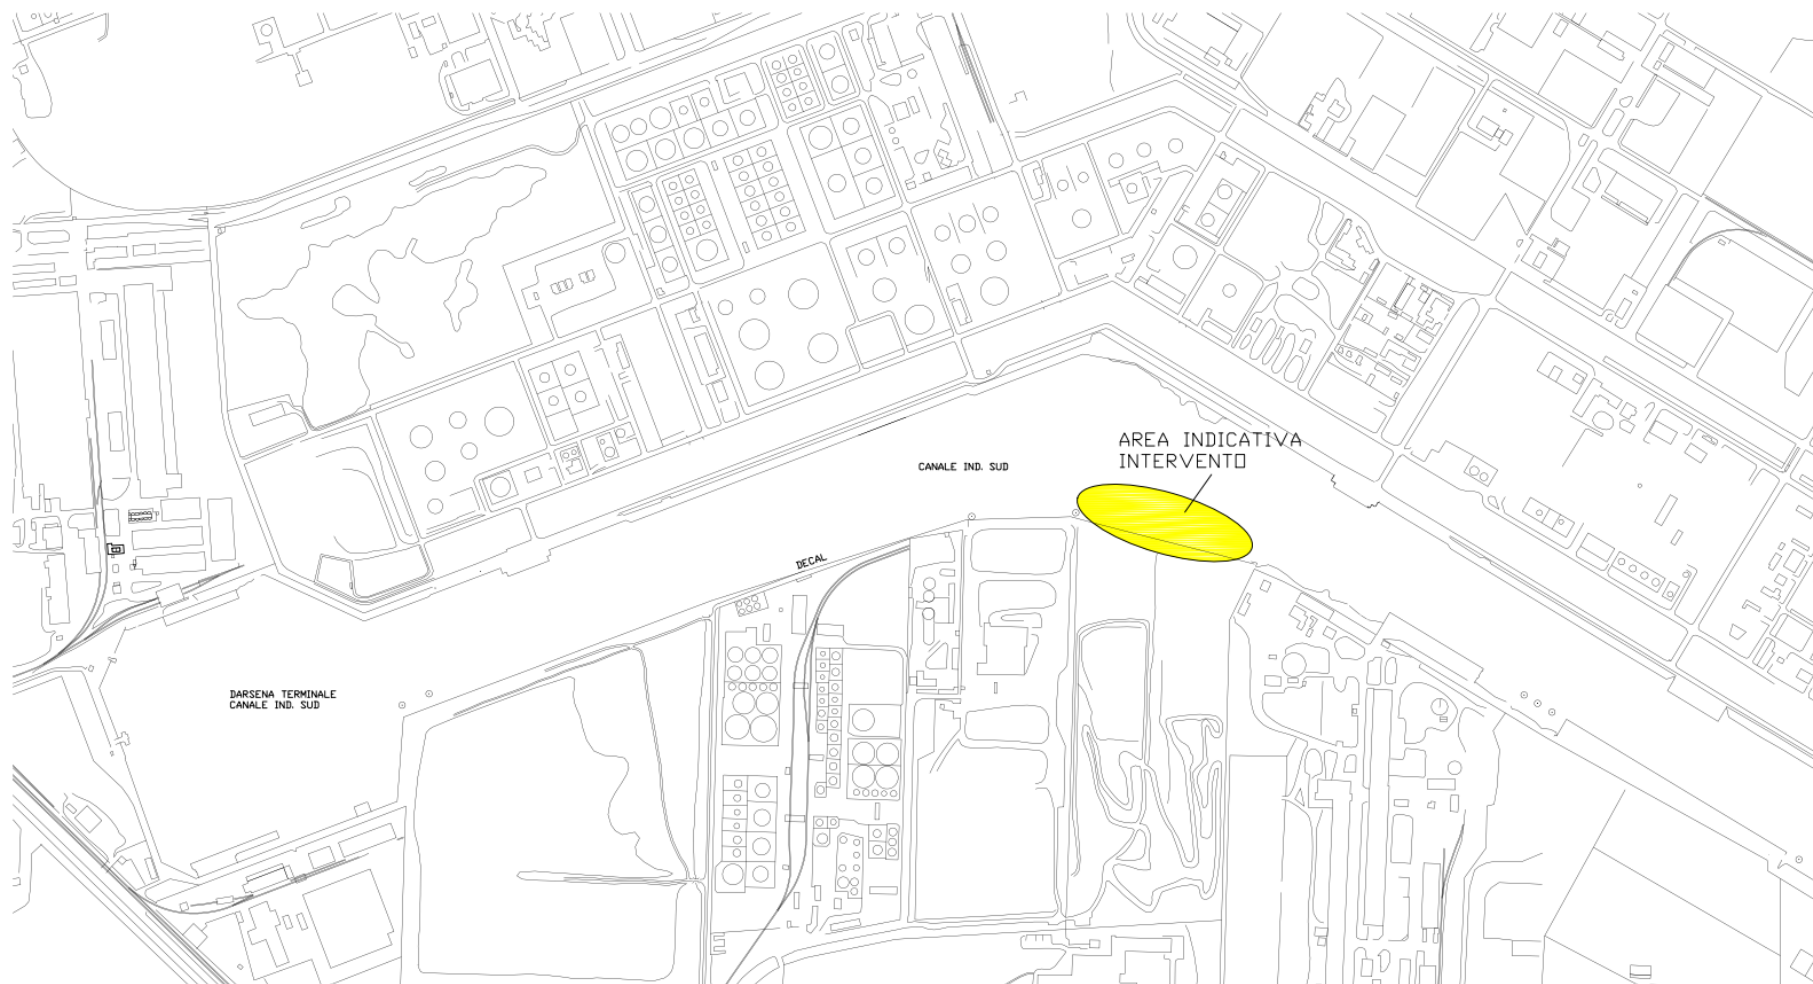 AREA INDICATIVA
INTERVENTO
CANALE IND. SUD
DECAL
DARSENA TERMINALE
CANALE IND. SUD